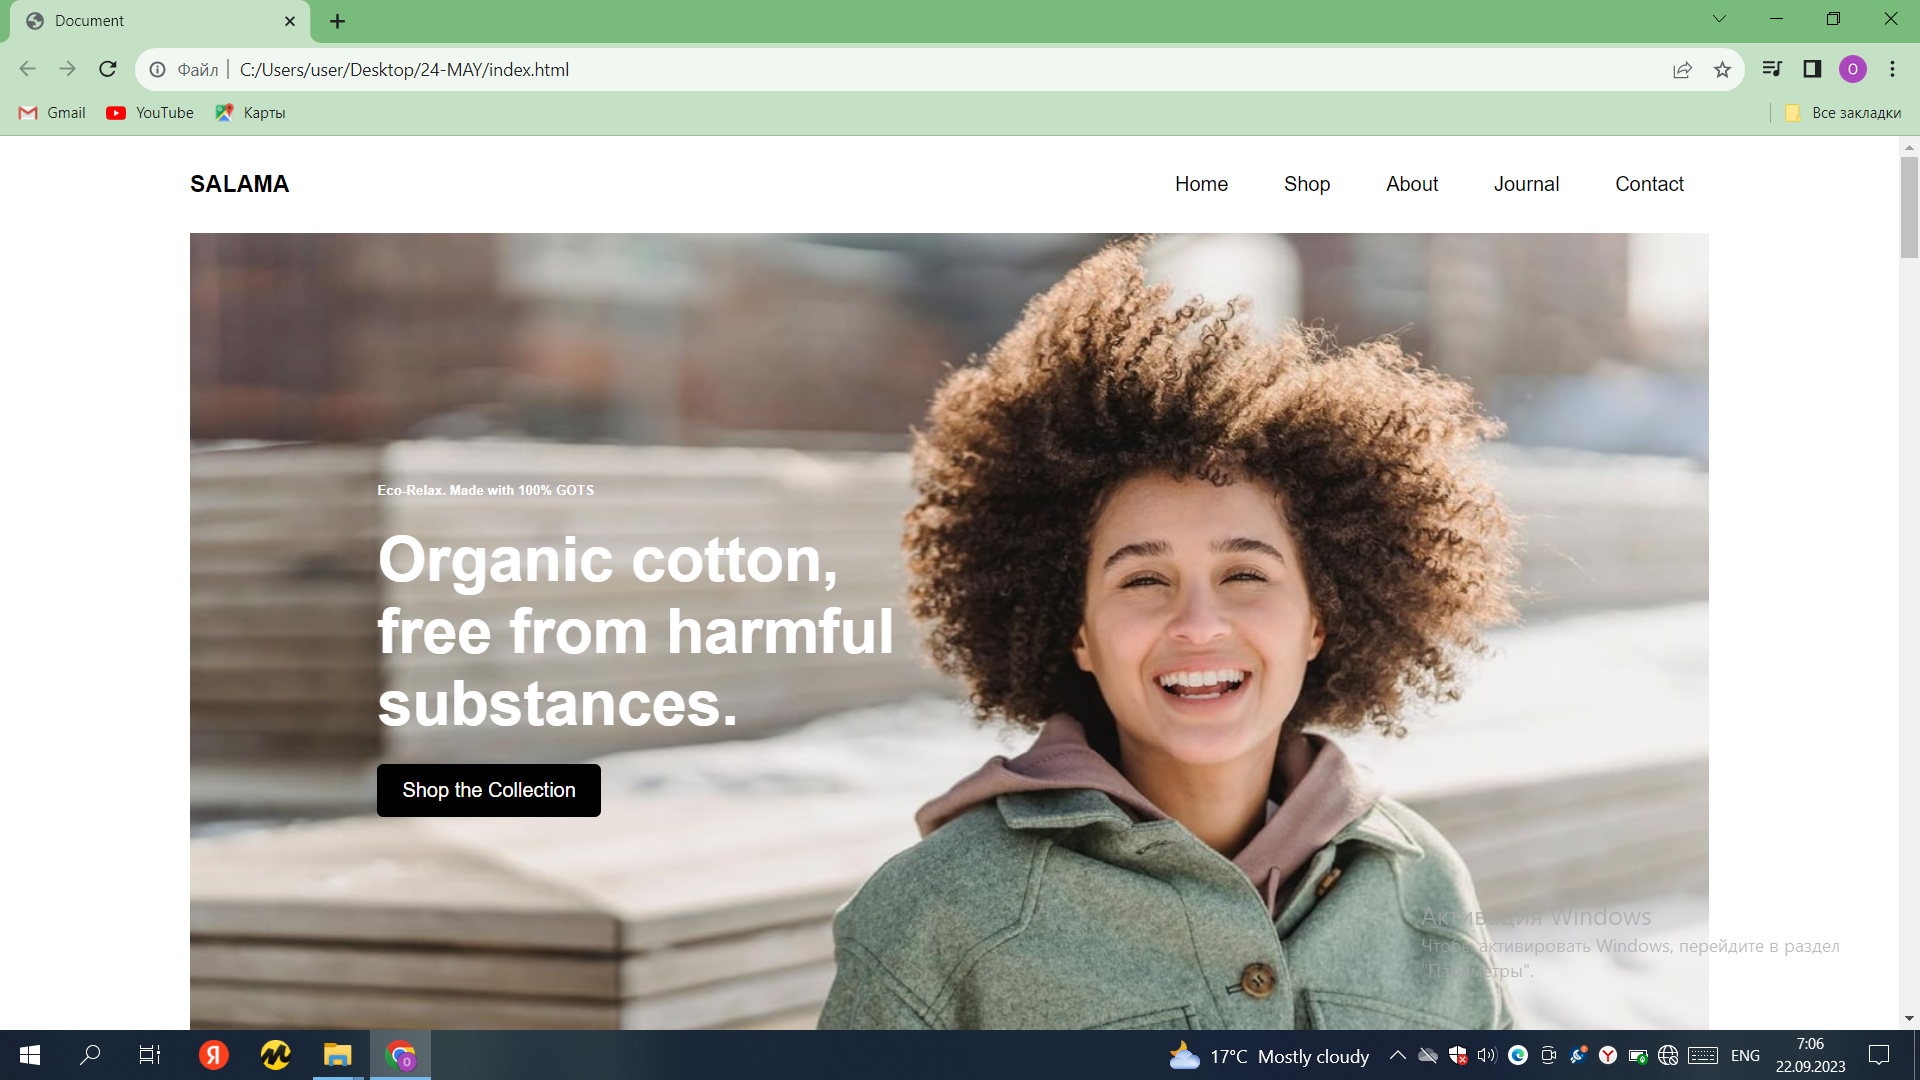 Document
Файл
C:/Users/user/Desktop/24-MAY/index.html
O
Gmail
YouTube
Карты
Все закладки
SALAMA
Home
Shop
About
Journal
Contact
Eco-Relax. Made with 100% GOTS
Organic cotton,
free from harmful
substances.
Shop the Collection
Активация Windows
Чтобы активировать Windows, перейдите в раздел
"Параметры".
17°C Mostly cloudy
ENG
7:06
22.09.2023